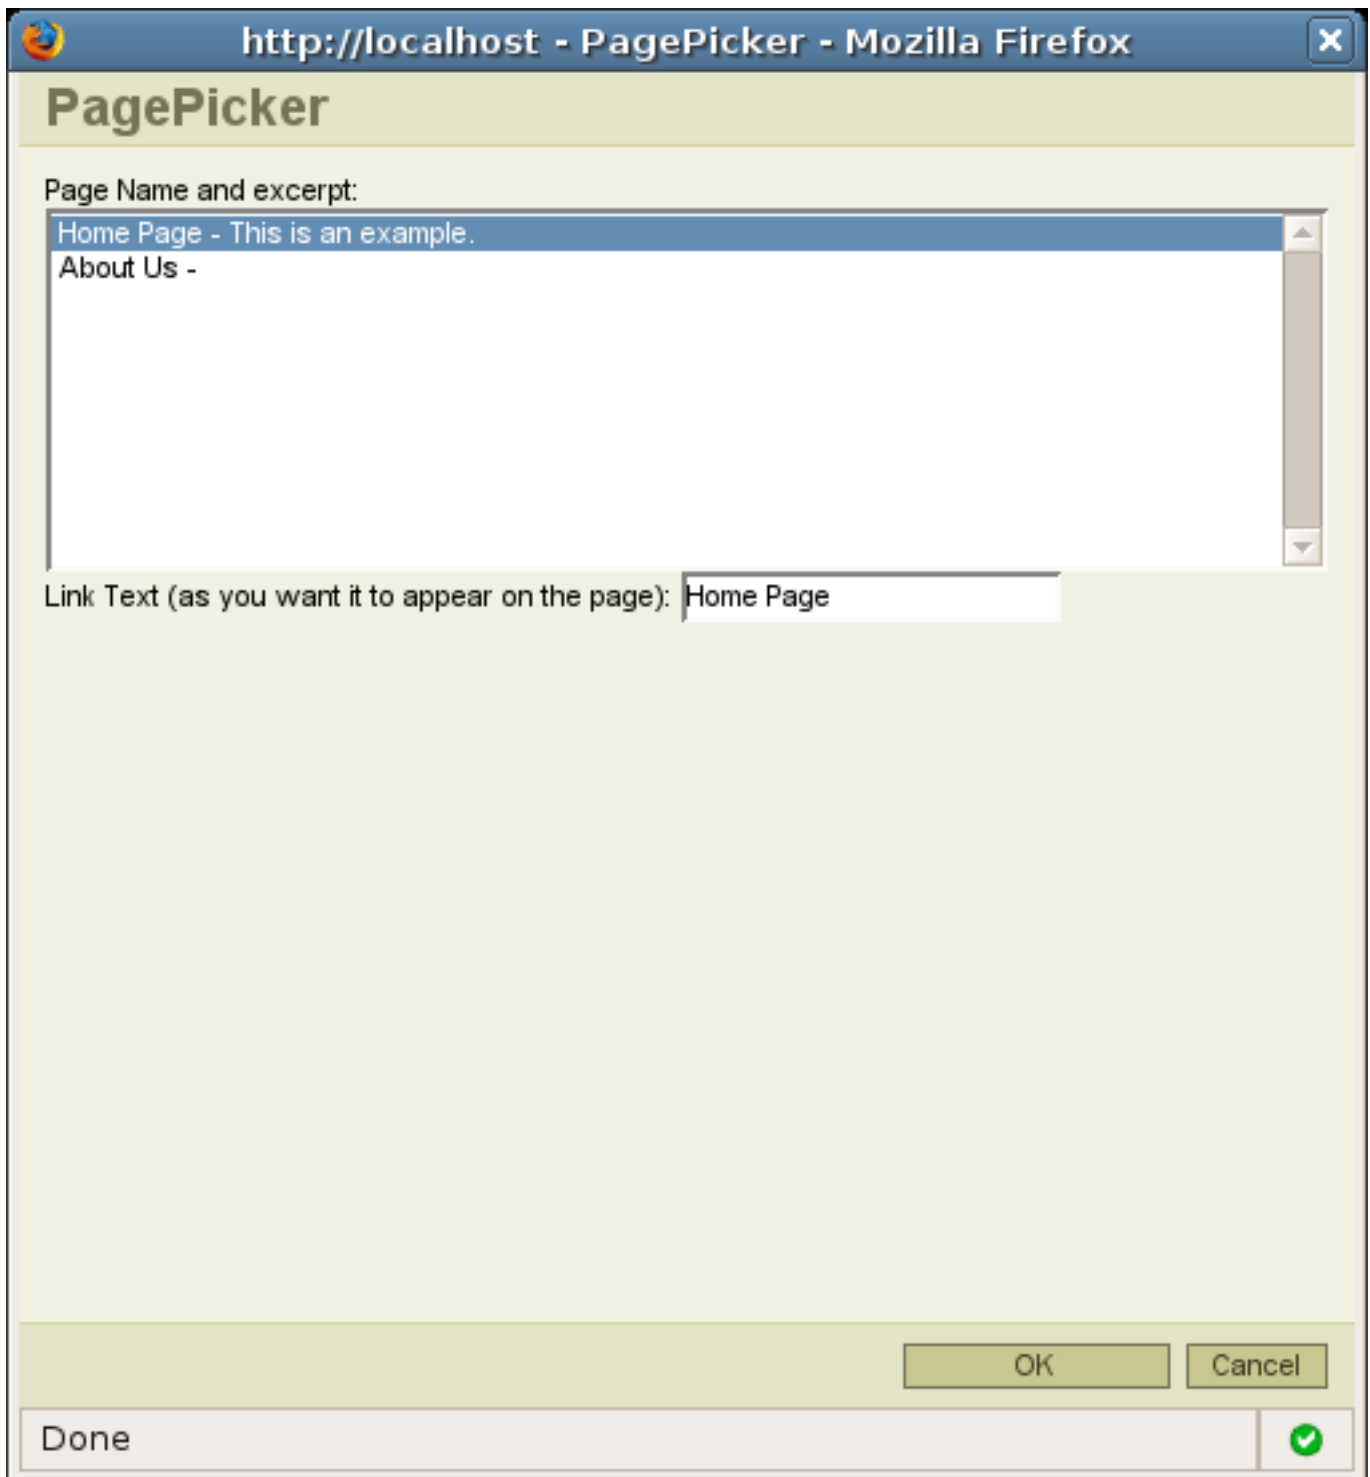 http://localhost - PagePicker - Mozilla Firefox
PagePicker
Page Name and excerpt:
Home Page - This is an example.
About Us -
Link Text (as you want it to appear on the page): Home Page
OK Cancel
Done